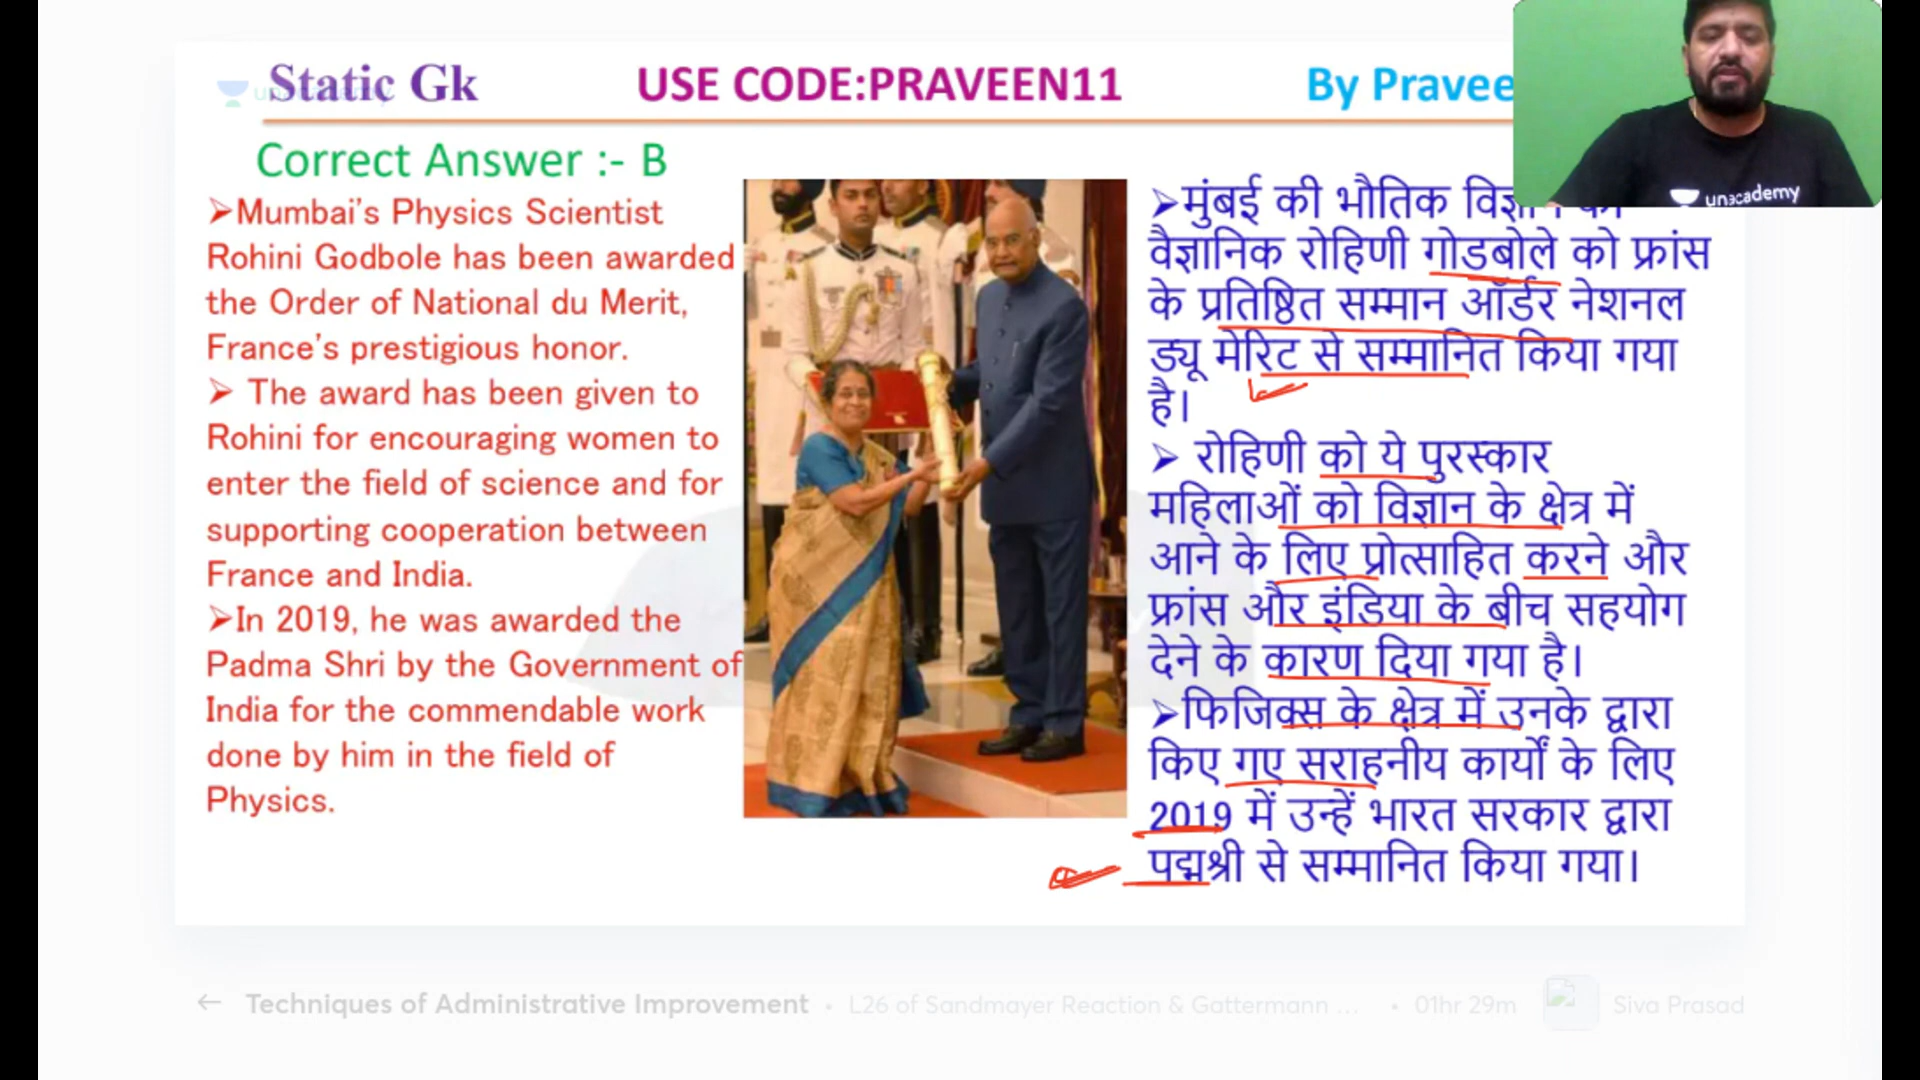 Static Gk
USE CODE:PRAVEEN11
By Pravee
unacademy
Correct Answer :- B
➢Mumbai's Physics Scientist
Rohini Godbole has been awarded
the Order of National du Merit,
France's prestigious honor.
➢ The award has been given to
Rohini for encouraging women to
enter the field of science and for
supporting cooperation between
France and India.
➢In 2019, he was awarded the
Padma Shri by the Government of
India for the commendable work
done by him in the field of
Physics.
➢मुंबई की भौतिक
वैज्ञानिक रोहिणी गोडबोले को फ्रांस
के प्रतिष्ठित सम्मान ऑर्डर नेशनल
ड्यू मेरिट से सम्मानित किया गया
है।
➢ रोहिणी को ये पुरस्कार
महिलाओं को विज्ञान के क्षेत्र में
आने के लिए प्रोत्साहित करने और
फ्रांस और इंडिया के बीच सहयोग
देने के कारण दिया गया है।
➢फिजिक्स के क्षेत्र में उनके द्वारा
किए गए सराहनीय कार्यों के लिए
2019 में उन्हें भारत सरकार द्वारा
पद्मश्री से सम्मानित किया गया।
unacademy
← Techniques of Administrative Improvement • L26 of Sandmayer Reaction & Gattermann ... • 01hr 29m Siva Prasad